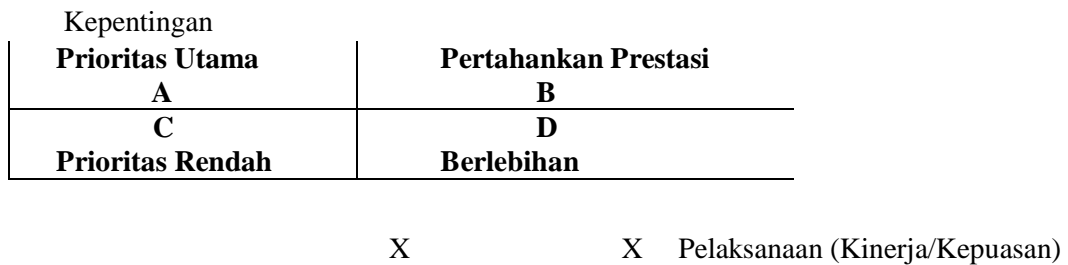 Kepentingan
Prioritas Utama Pertahankan Prestasi
A B
C D
Prioritas Rendah Berlebihan
X X Pelaksanaan (Kinerja/Kepuasan)